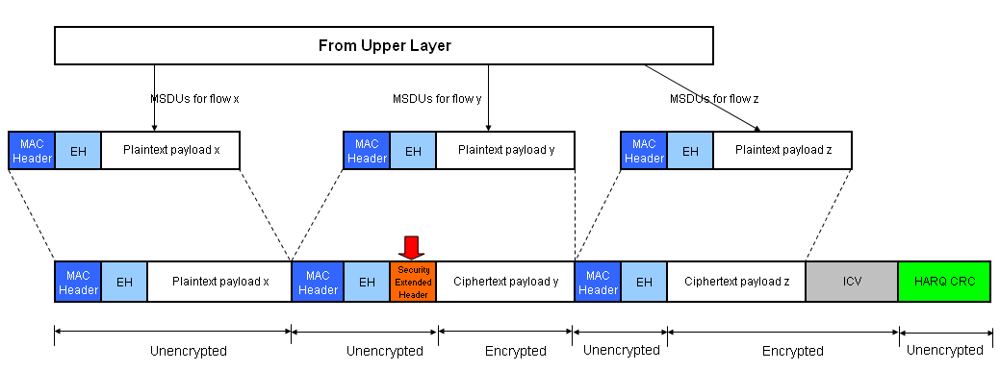 From Upper Layer
MSDUs for flow x
MSDUs for flow y
MSDUs for flow z
MAC
Header
EH
Plaintext payload x
MAC
Header
EH
Plaintext payload y
MAC
Header
EH
Plaintext payload z
MAC
Header
EH
Plaintext payload x
MAC
Header
EH
Security
Extended
Header
Ciphertext payload y
MAC
Header
EH
Ciphertext payload z
ICV
HARQ CRC
Unencrypted
Unencrypted
Encrypted
Unencrypted
Encrypted
Unencrypted